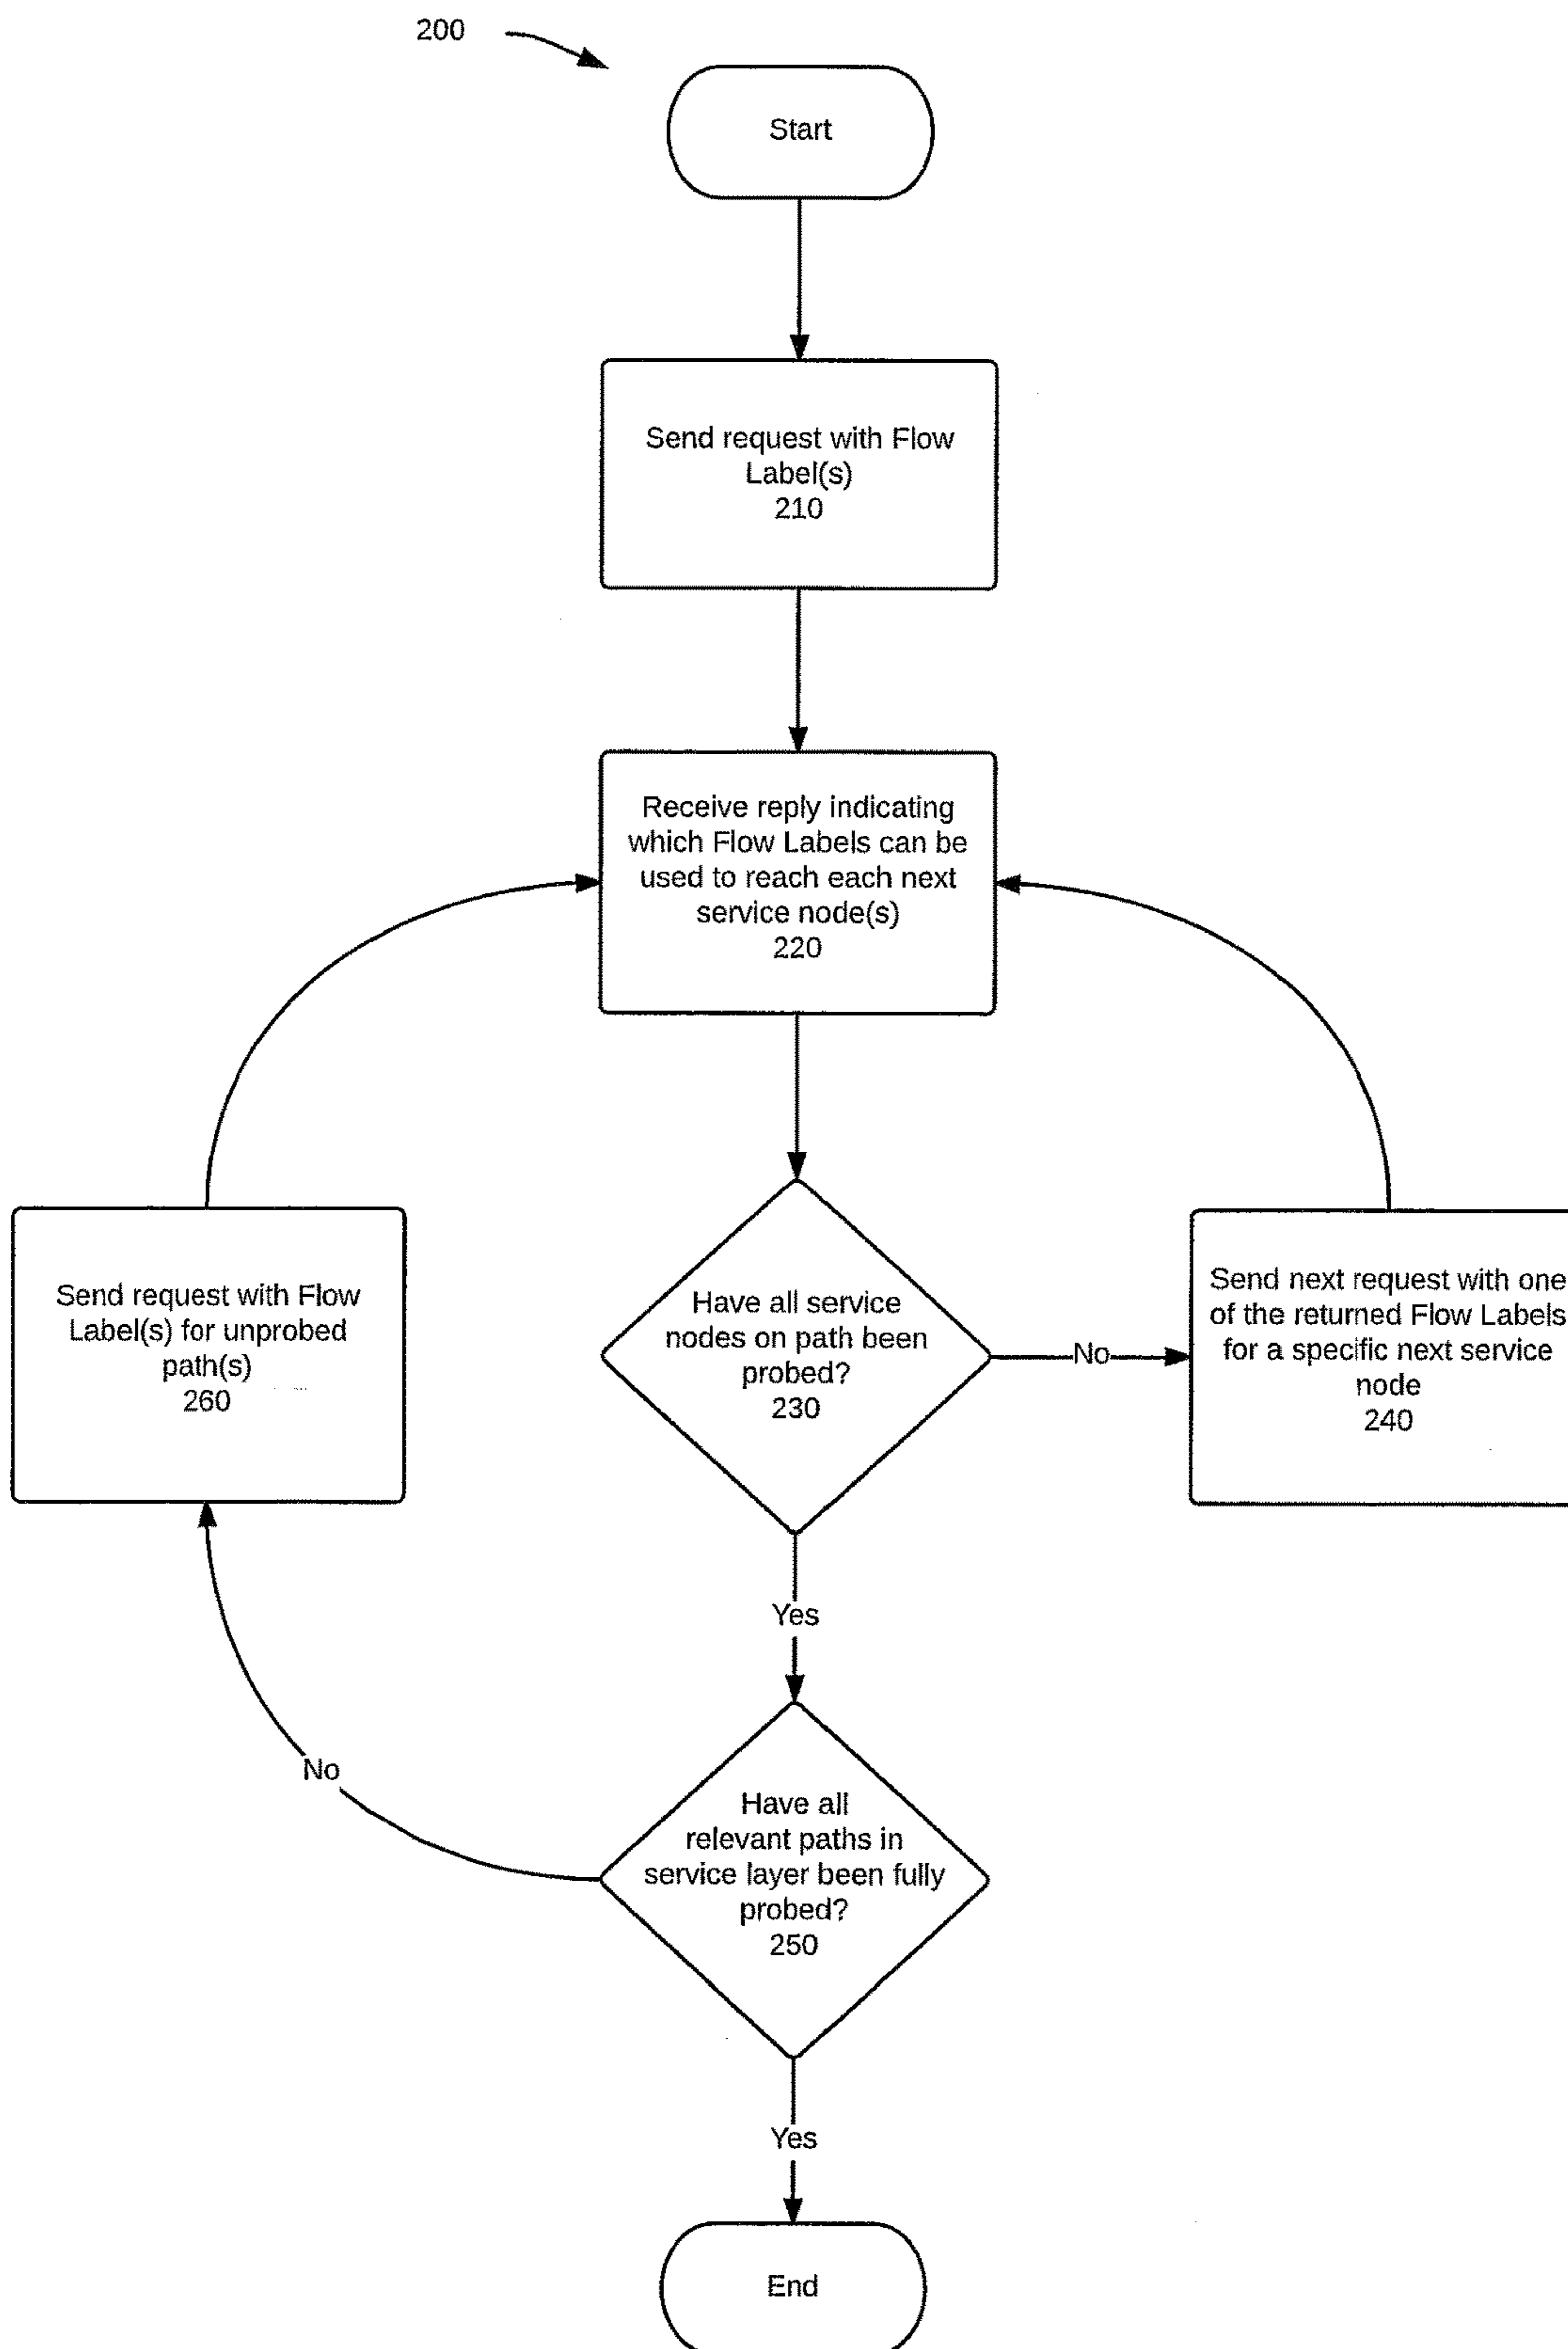 200
Start
Send request with Flow
Label(s)
210
Receive reply indicating
which Flow Labels can be
used to reach each next
service node(s)
220
Have all service
nodes on path been
probed?
230
No
Send next request with one
of the returned Flow Labels
for a specific next service
node
240
Send request with Flow
Label(s) for unprobed
path(s)
260
Yes
No
Have all
relevant paths in
service layer been fully
probed?
250
Yes
End